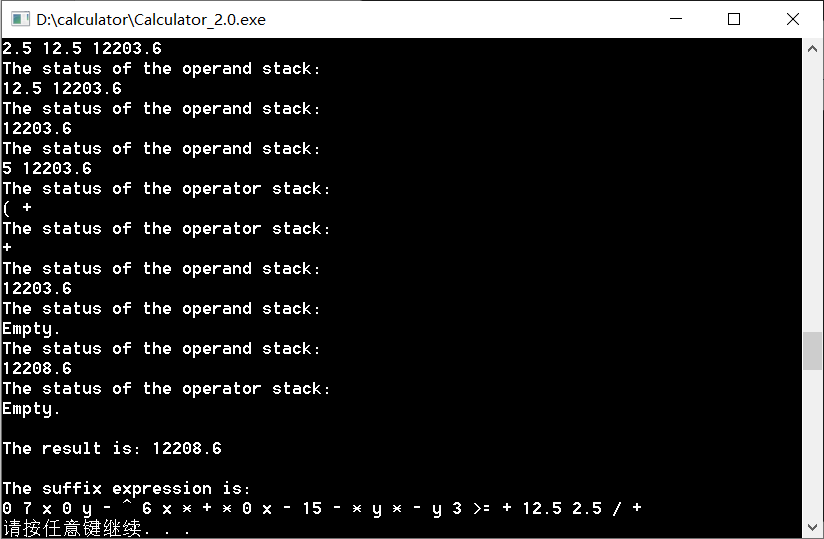 D:\calculator\Calculator_2.0.exe
2.5 12.5 12203.6
The status of the operand stack:
12.5 12203.6
The status of the operand stack:
12203.6
The status of the operand stack:
5 12203.6
The status of the operator stack:
( +
The status of the operator stack:
+
The status of the operand stack:
12203.6
The status of the operand stack:
Empty.
The status of the operand stack:
12208.6
The status of the operator stack:
Empty.
The result is: 12208.6
The suffix expression is:
0 7 x 0 y - ^ 6 x * + * 0 x - 15 - * y * - y 3 >= + 12.5 2.5 / +
请按任意键继续. . .